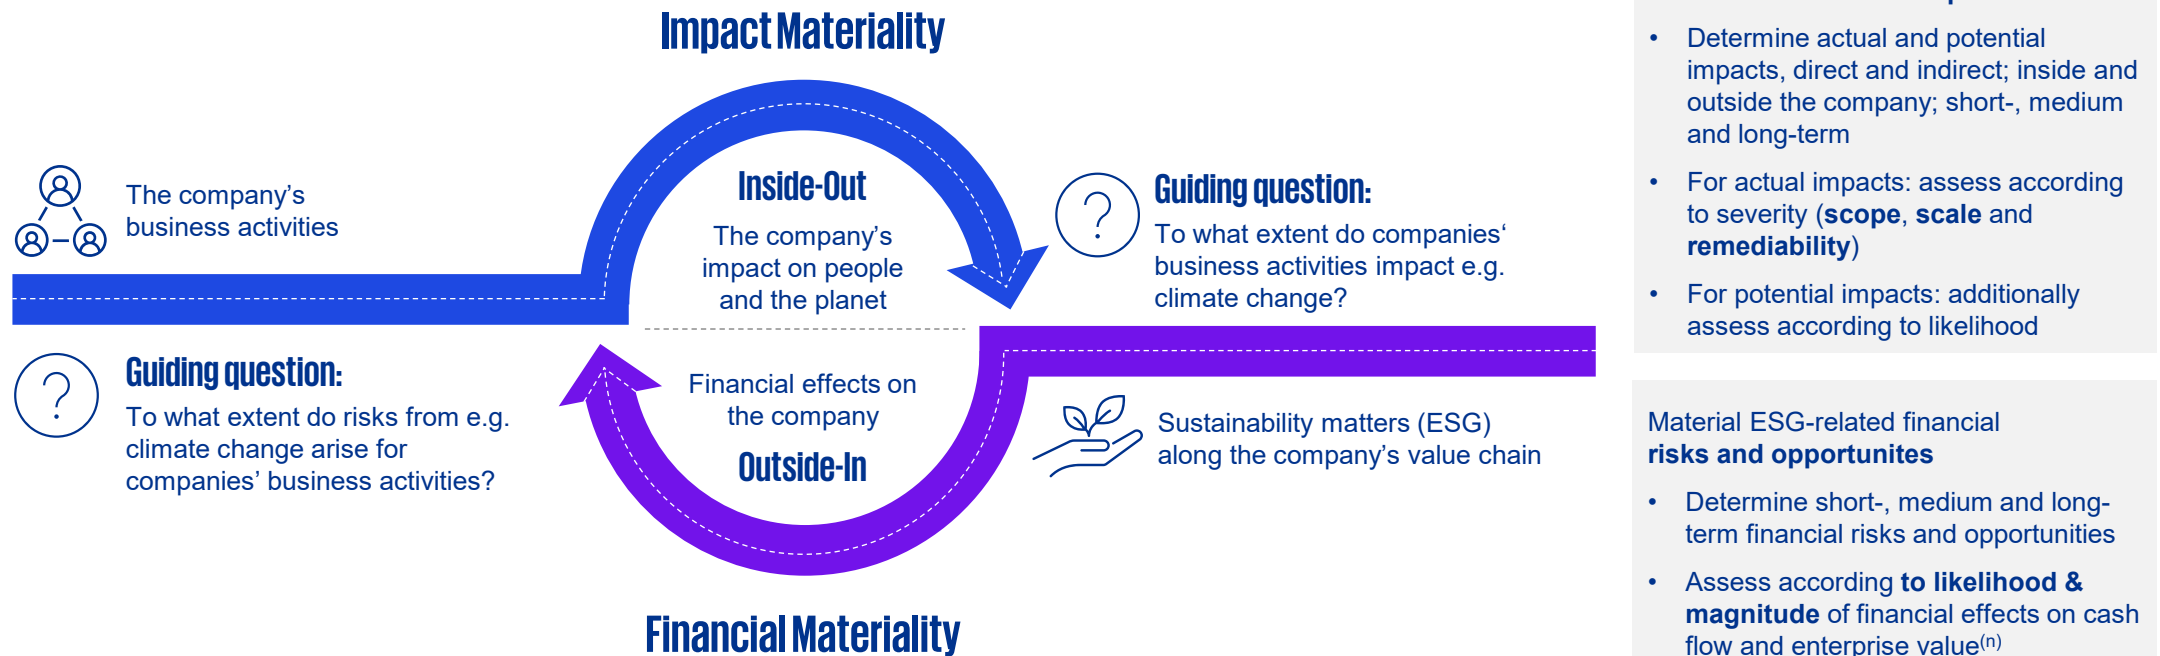 Impact Materiality
The company’s
business activities
Inside-Out
The company’s
impact on people
and the planet
Guiding question:
To what extent do companies‘
business activities impact e.g.
climate change?
Guiding question:
To what extent do risks from e.g.
climate change arise for
companies’ business activities?
Financial effects on
the company
Outside-In
Sustainability matters (ESG)
along the company’s value chain
Financial Materiality
• Determine actual and potential
impacts, direct and indirect; inside and
outside the company; short-, medium
and long-term
• For actual impacts: assess according
to severity (scope, scale and
remediability)
• For potential impacts: additionally
assess according to likelihood
Material ESG-related financial
risks and opportunites
• Determine short-, medium and long-
term financial risks and opportunities
• Assess according to likelihood &
magnitude of financial effects on cash
flow and enterprise value(n)